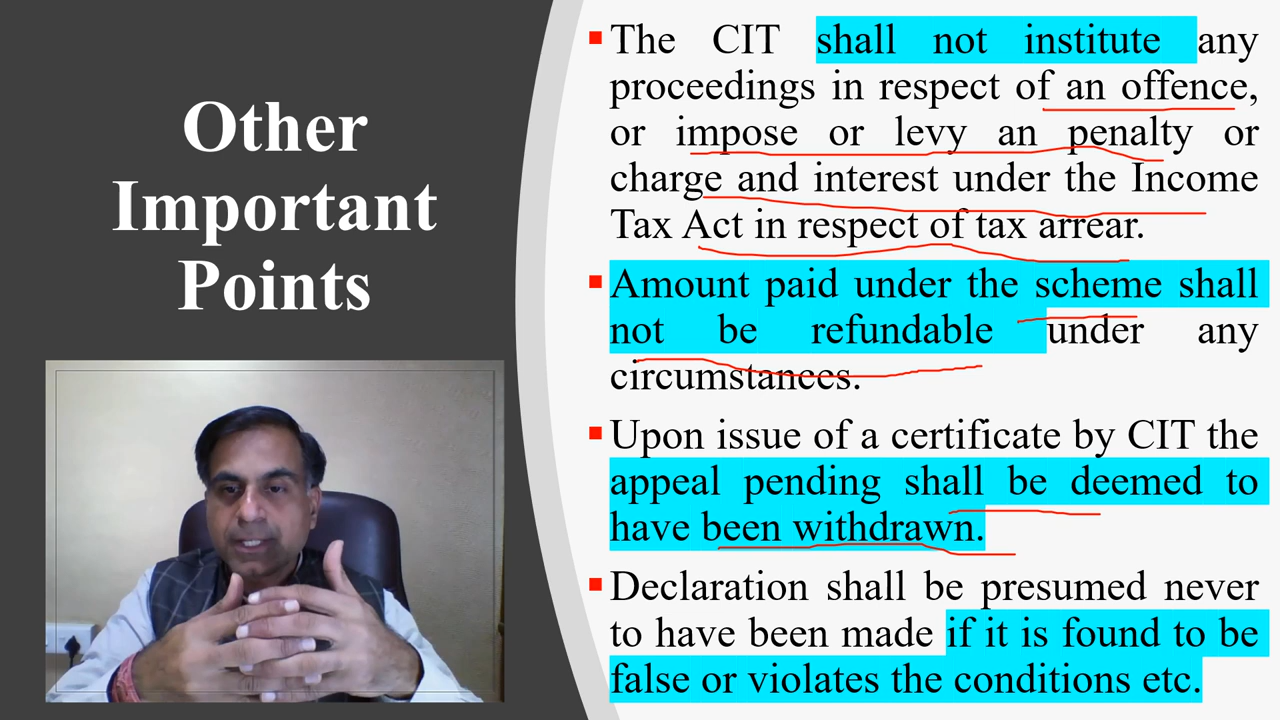 Other
Important
Points
The CIT shall not institute any
proceedings in respect of an offence,
or impose or levy an penalty or
charge and interest under the Income
Tax Act in respect of tax arrear.
Amount paid under the scheme shall
not be refundable under any
circumstances.
Upon issue of a certificate by CIT the
appeal pending shall be deemed to
have been withdrawn.
Declaration shall be presumed never
to have been made if it is found to be
false or violates the conditions etc.